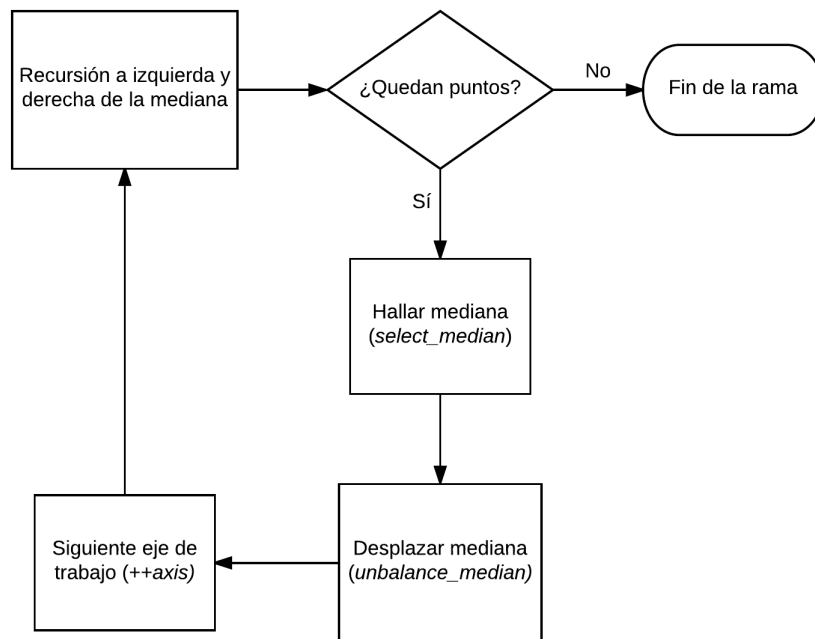 Recursión a izquierda y
derecha de la mediana
¿Quedan puntos?
No
Fin de la rama
Sí
Hallar mediana
(select_median)
Desplazar mediana
(unbalance_median)
Siguiente eje de
trabajo (++axis)